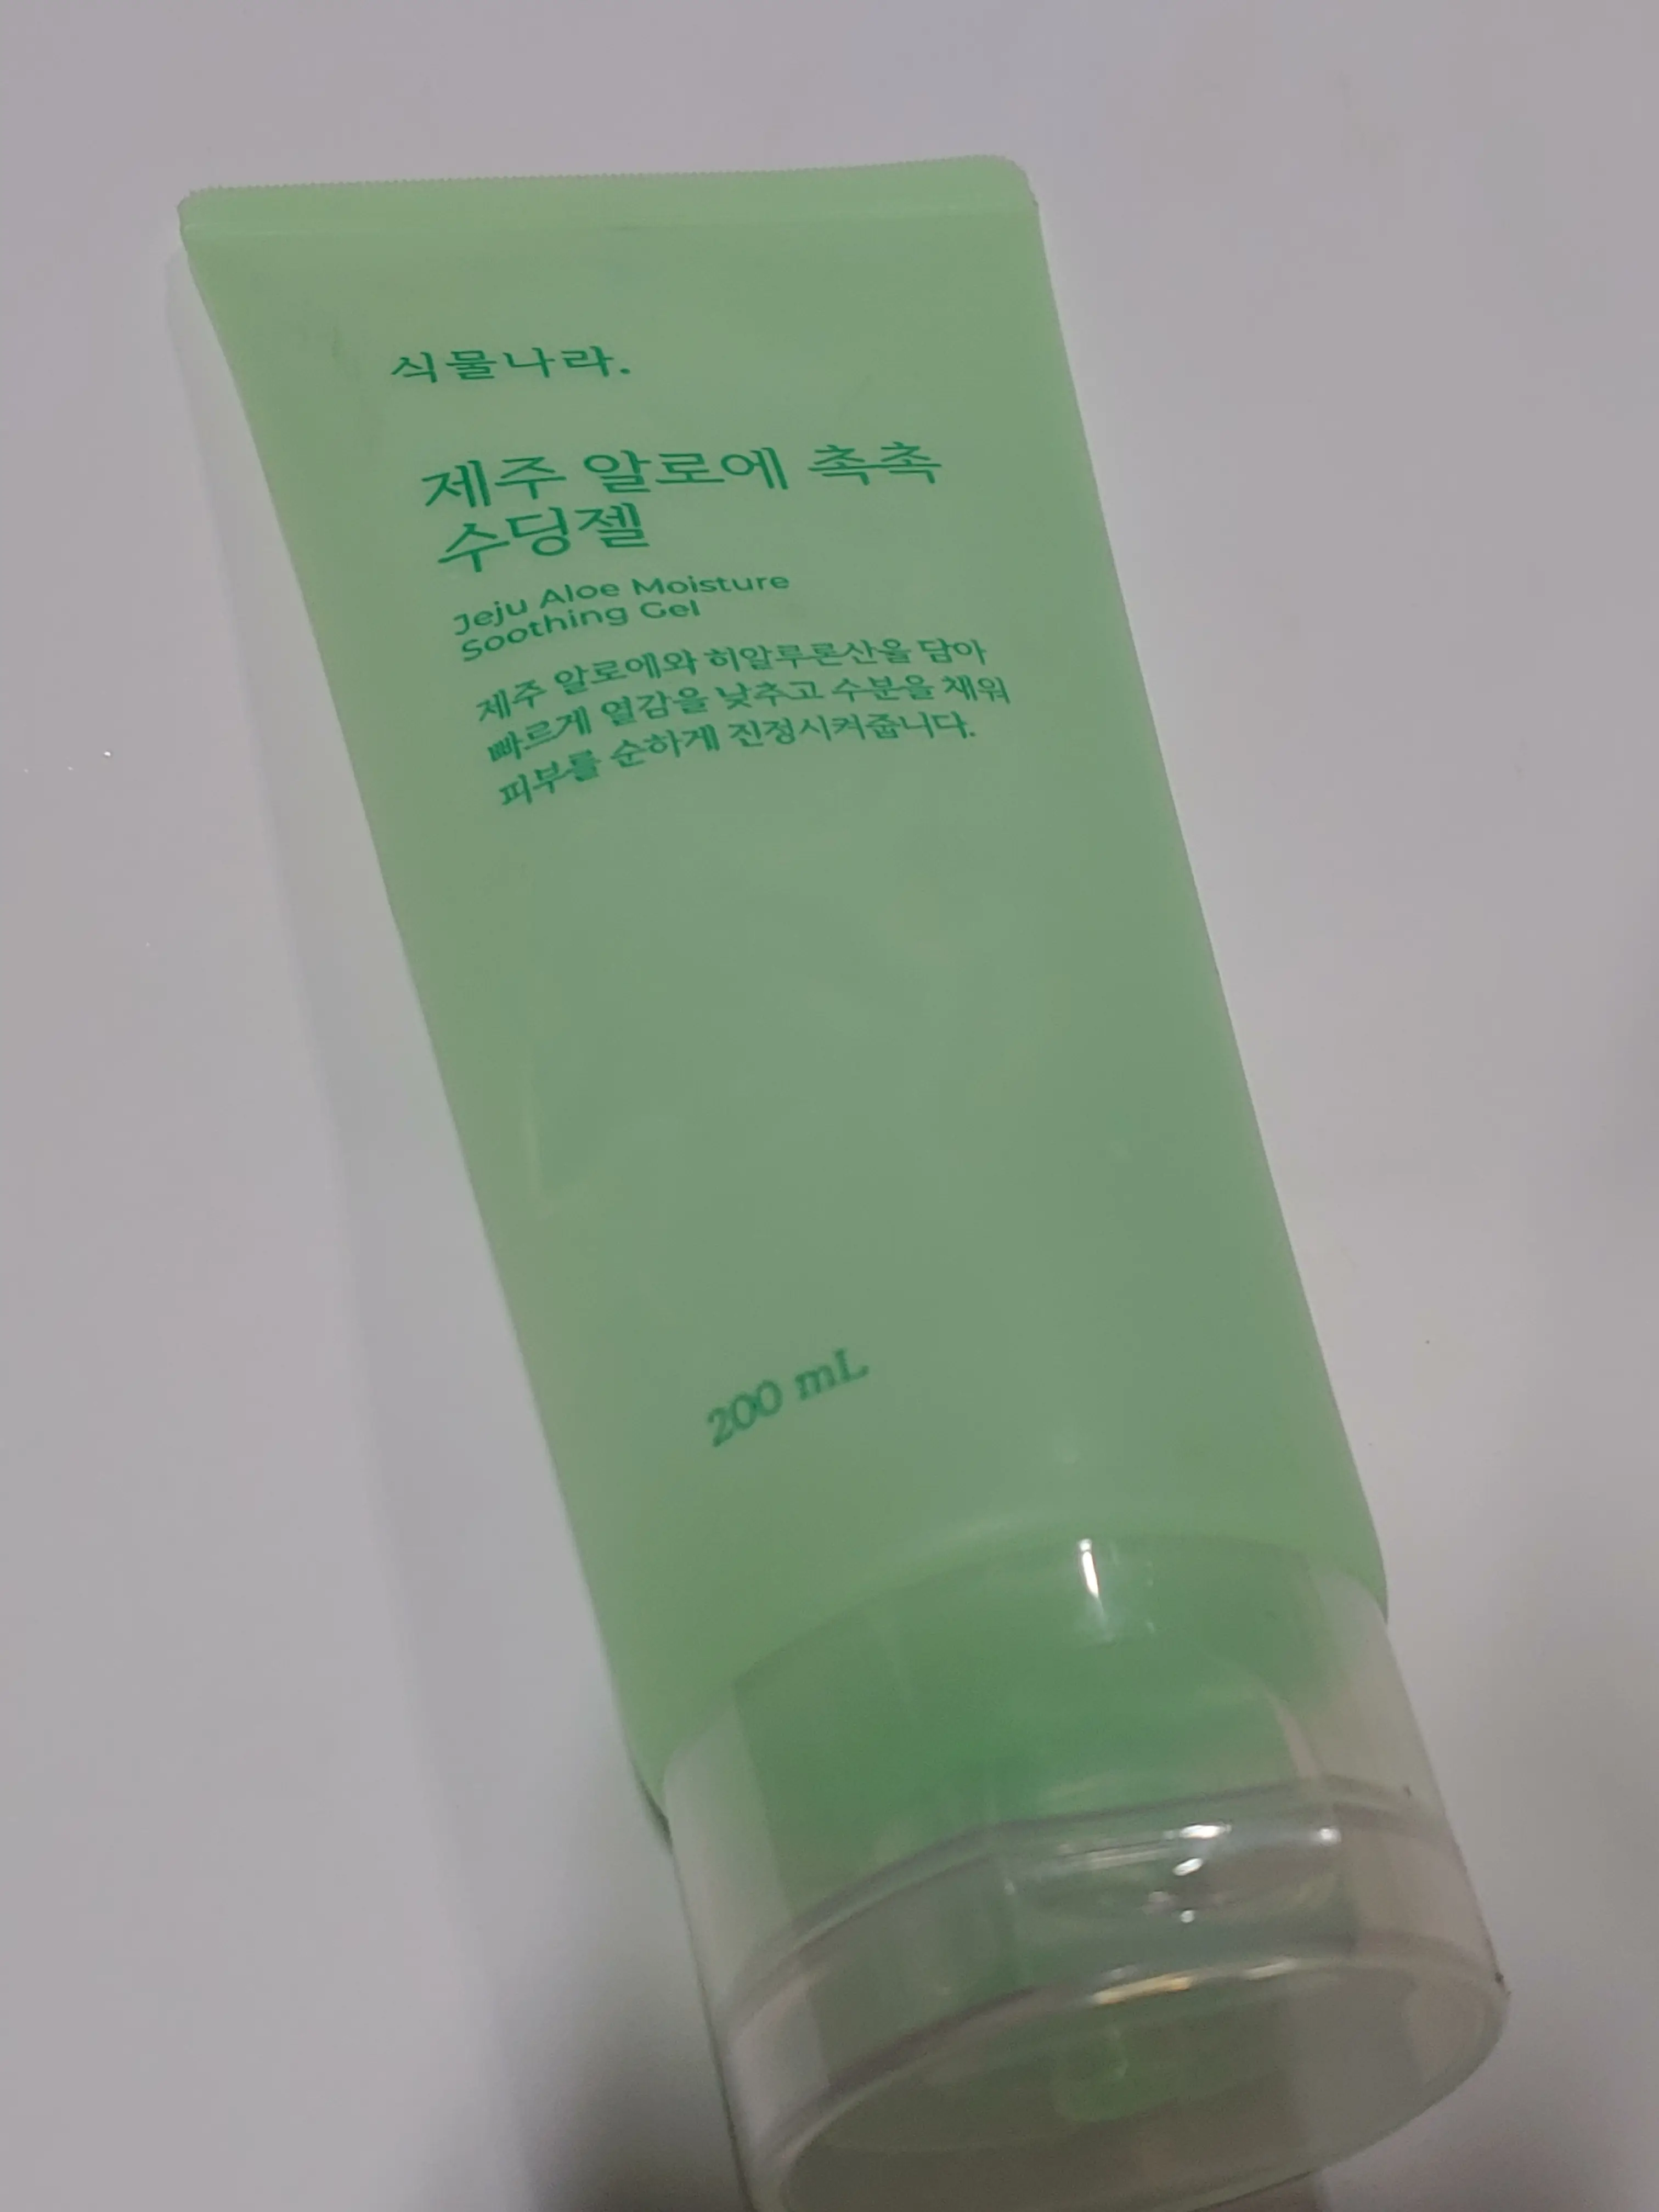 식물나라.
제주 알로에 촉촉
수딩젤
Jeju Aloe Moisture
Soothing Gel
제주 알로에와 히알루론산을 담아
빠르게 열감을 낮추고 수분을 채워
피부를 순하게 진정시켜줍니다.
200 mL